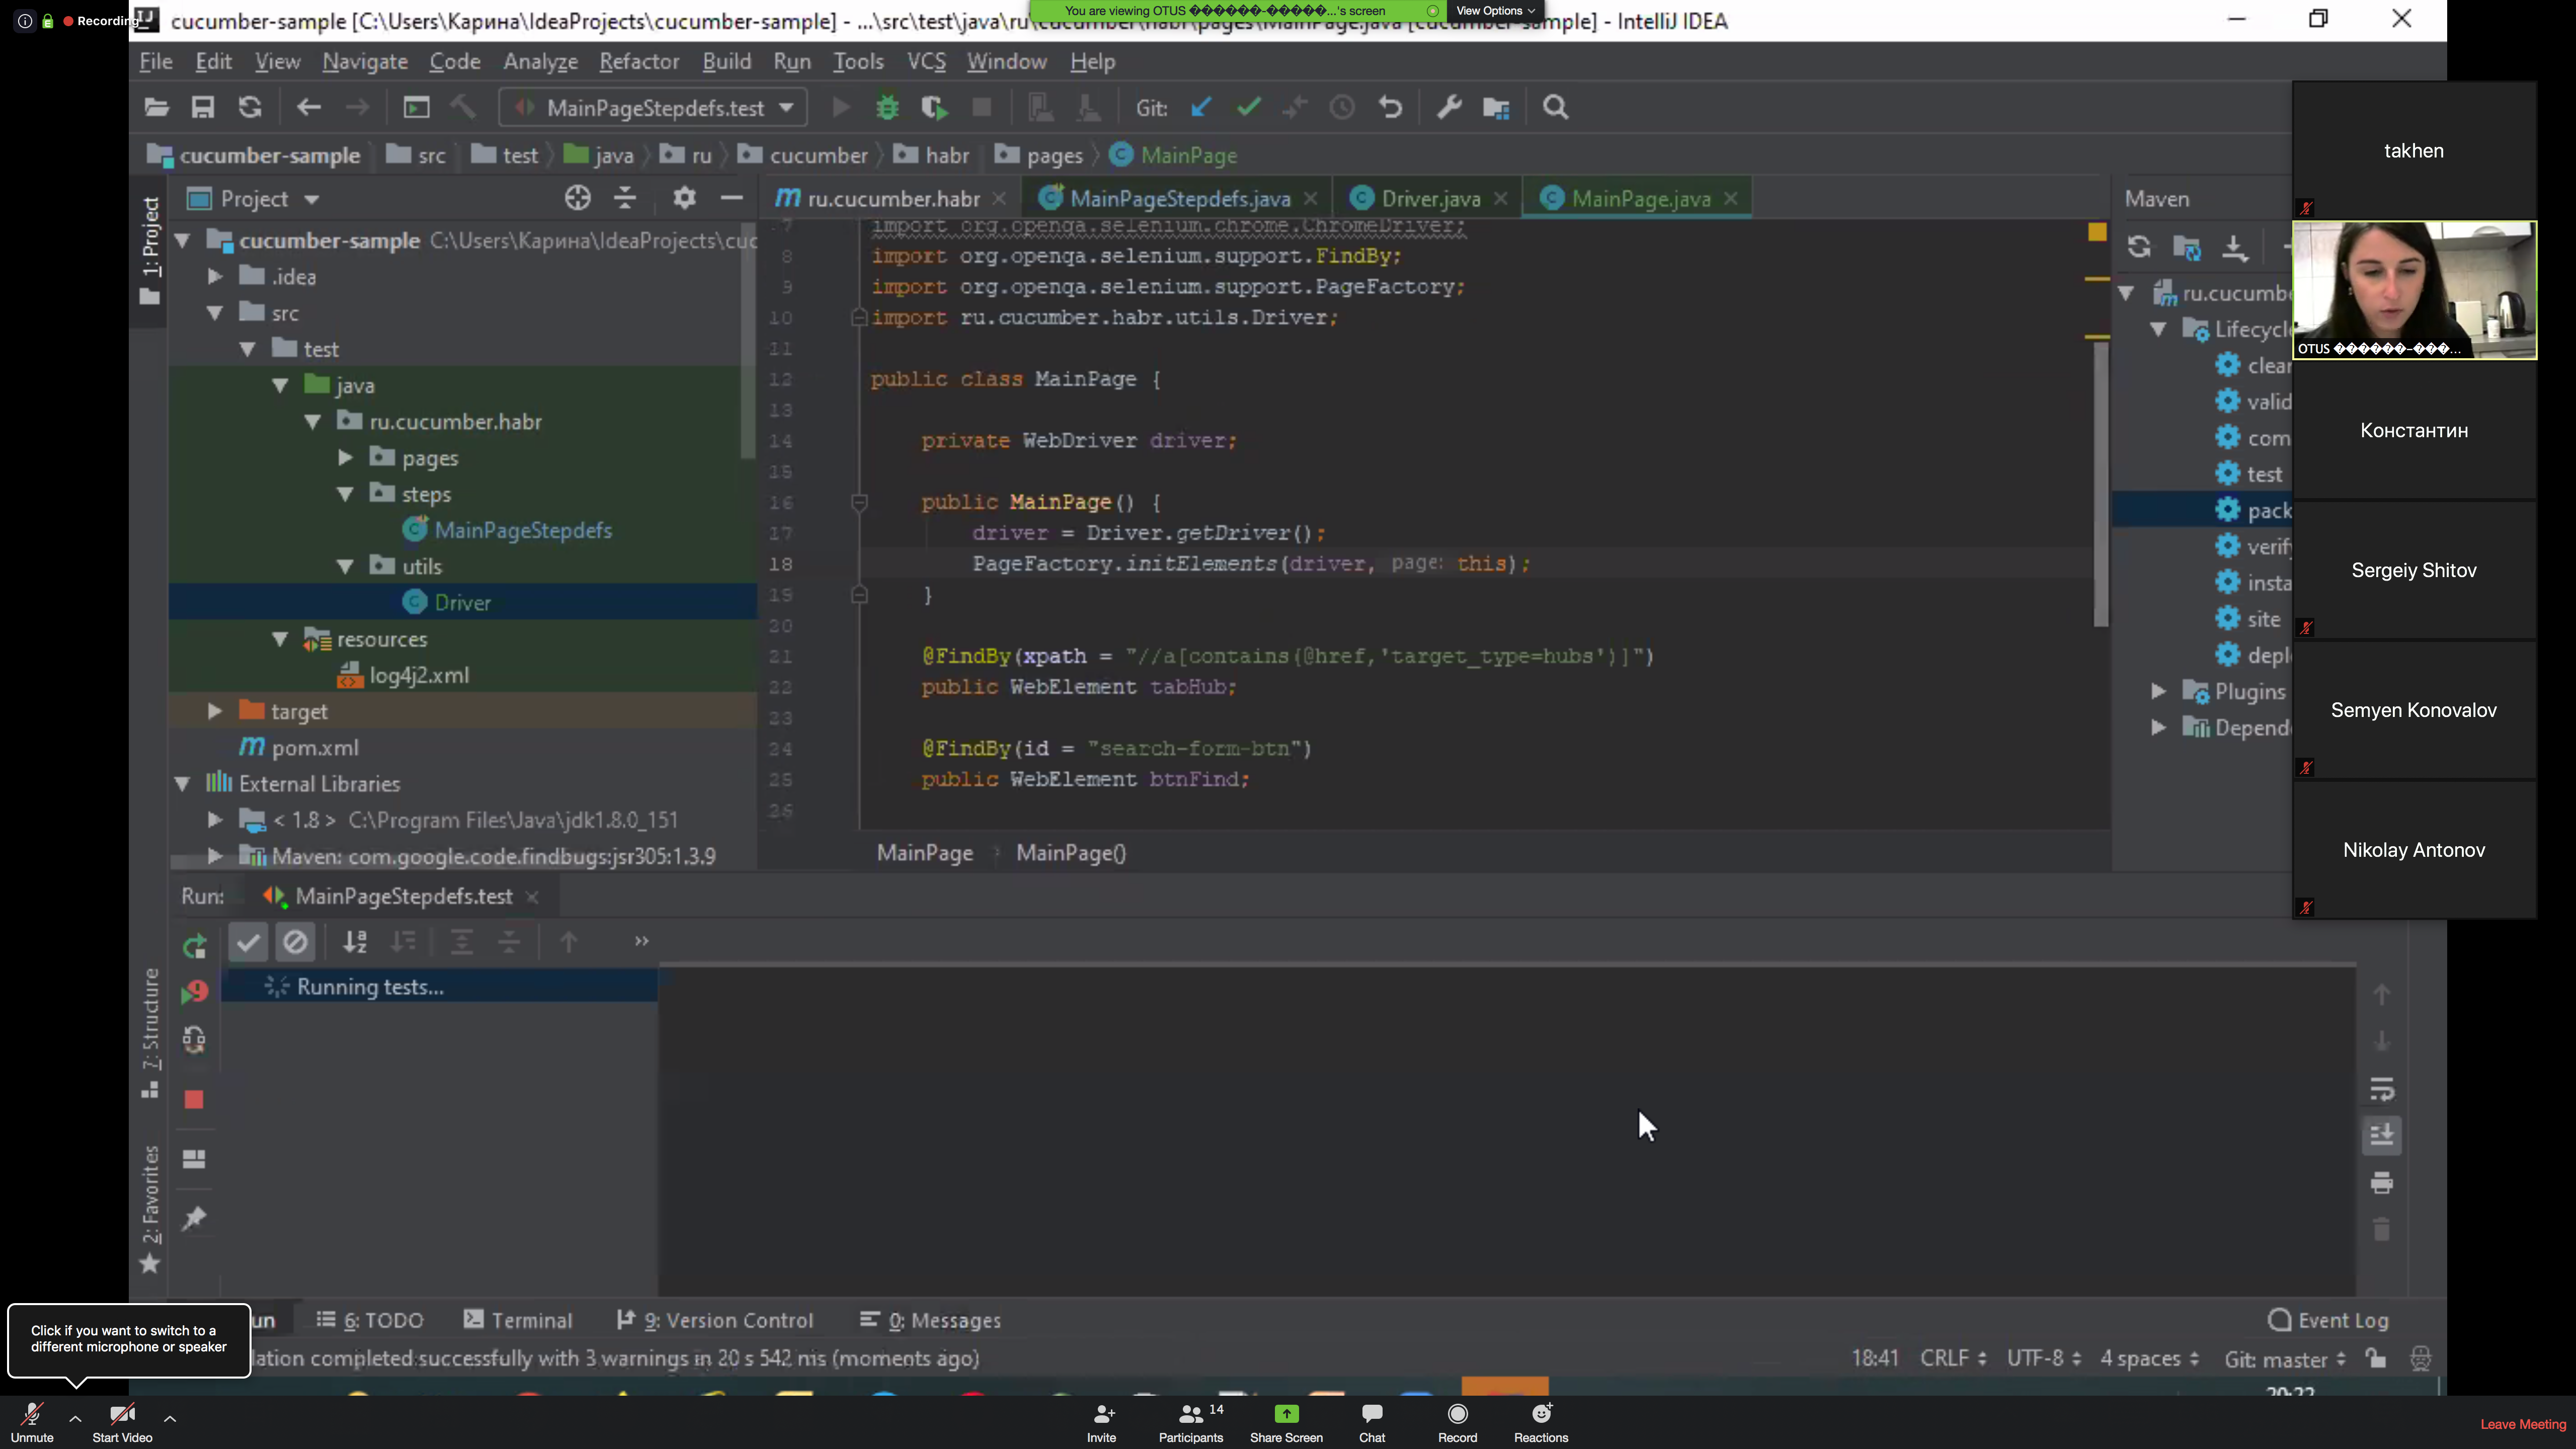 Recording
cucumber-sample [C:\Users\Карина\IdeaProjects\cucumber-sample] - ...\src\test\java\ru\cucumber\habr\pages\MainPage.java [cucumber-sample] - IntelliJ IDEA
You are viewing OTUS ������-�����...'s screen
View Options
File Edit View Navigate Code Analyze Refactor Build Run Tools VCS Window Help
MainPageStepdefs.test
Git:
cucumber-sample src test java ru cucumber habr pages MainPage
1: Project
Project
ru.cucumber.habr
MainPageStepdefs.java
Driver.java
MainPage.java
Maven
cucumber-sample C:\Users\Карина\IdeaProjects\cuc
.idea
src
test
java
ru.cucumber.habr
pages
steps
MainPageStepdefs
utils
Driver
resources
log4j2.xml
target
pom.xml
External Libraries
< 1.8 > C:\Program Files\Java\jdk1.8.0_151
Maven: com.google.code.findbugs:jsr305:1.3.9
7 import org.openqa.selenium.chrome.ChromeDriver;
8 import org.openqa.selenium.support.FindBy;
9 import org.openqa.selenium.support.PageFactory;
10 import ru.cucumber.habr.utils.Driver;
11
12 public class MainPage {
13
14 private WebDriver driver;
15
16 public MainPage() {
17 driver = Driver.getDriver();
18 PageFactory.initElements(driver, page: this);
19 }
20
21 @FindBy(xpath = "//a[contains(@href,'target_type=hubs')]")
22 public WebElement tabHub;
23
24 @FindBy(id = "search-form-btn")
25 public WebElement btnFind;
26
MainPage MainPage()
ru.cucumb
Lifecycl
clear
valid
com
test
pack
verify
insta
site
depl
Plugins
Depend
takhen
OTUS ������-���...
Константин
Sergeiy Shitov
Semyen Konovalov
Nikolay Antonov
Run: MainPageStepdefs.test
Running tests...
7: Structure
2: Favorites
un
6: TODO
Terminal
9: Version Control
0: Messages
Event Log
Click if you want to switch to a
different microphone or speaker
lation completed successfully with 3 warnings in 20 s 542 ms (moments ago)
18:41 CRLF UTF-8 4 spaces Git: master
20:22
Unmute
Start Video
Invite
Participants
14
Share Screen
Chat
Record
Reactions
Leave Meeting